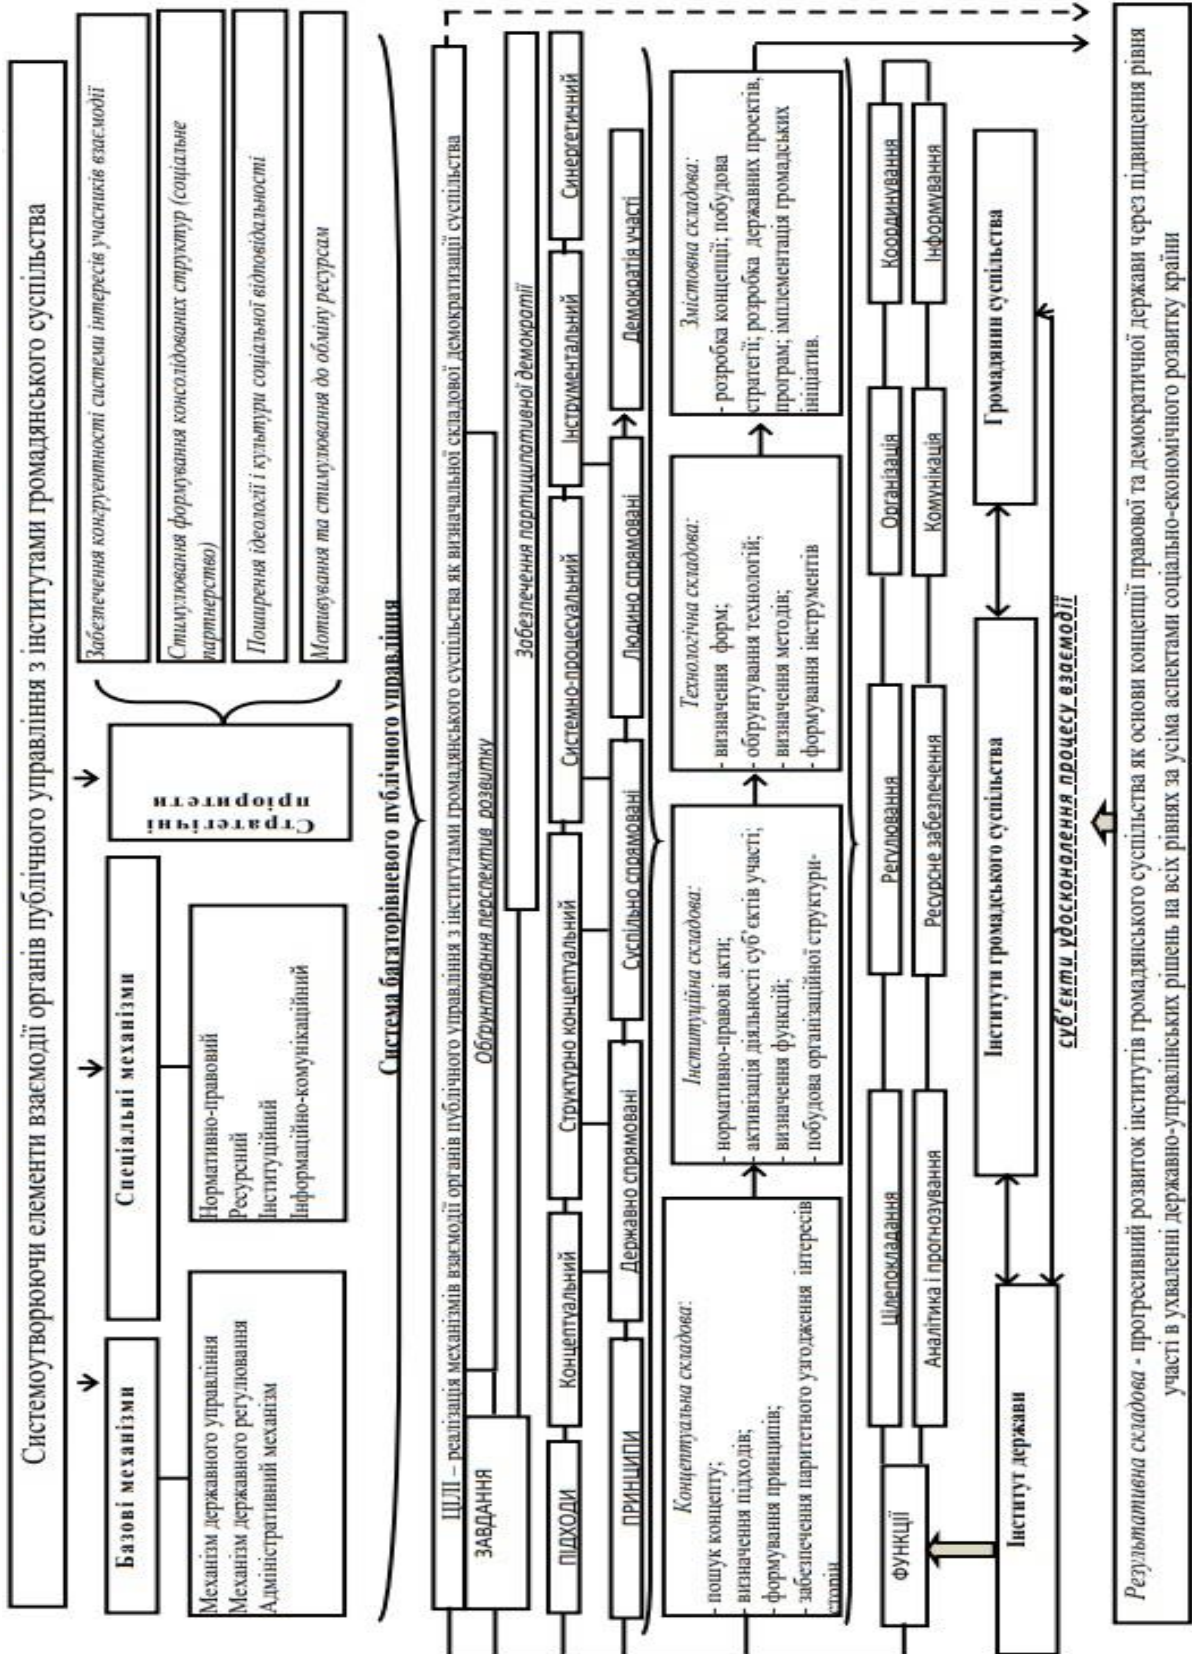 Системоутворюючи елементи взаємодії органів публічного управління з інститутами громадянського суспільства
Базові механізми
Механізм державного управління
Механізм державного регулювання
Адміністративний механізм
Спеціальні механізми
Нормативно-правовий
Ресурсний
Інституційний
Інформаційно-комунікаційний
Стратегічні
пріоритети
Забезпечення конгруентності системи інтересів учасників взаємодії
Стимулювання формування консолідованих структур (соціальне
партнерство)
Поширення ідеології і культури соціальної відповідальності
Мотивування та стимулювання до обміну ресурсам
Система багаторівневого публічного управління
ЦІЛІ – реалізація механізмів взаємодії органів публічного управління з інститутами громадянського суспільства як визначальної складової демократизації суспільства
ЗАВДАННЯ
Обґрунтування перспектив розвитку
Забезпечення партиципативної демократії
ПІДХОДИ
Концептуальний
Структурно концептуальний
Системно-процесуальний
Інструментальний
Синергетичний
ПРИНЦИПИ
Державно спрямовані
Суспільно спрямовані
Людино спрямовані
Демократія участі
Концептуальна складова:
- пошук концепту;
- визначення підходів;
- формування принципів;
- забезпечення паритетного узгодження інтересів
сторін
Інституційна складова:
- нормативно-правові акти;
- активізація діяльності суб’єктів участі;
- визначення функцій;
- побудова організаційної структури-
Технологічна складова:
- визначення форм;
- обґрунтування технологій;
- визначення методів;
- формування інструментів
Змістовна складова:
- розробка концепції; побудова
стратегії; розробка державних проектів,
програм; імплементація громадських
ініціатив.
ФУНКЦІЇ
Цілепокладання
Регулювання
Організація
Координування
Аналітика і прогнозування
Ресурсне забезпечення
Комунікація
Інформування
Інститут держави
Інститути громадського суспільства
Громадянин суспільства
суб’єкти удосконалення процесу взаємодії
Результативна складова - прогресивний розвиток інститутів громадянського суспільства як основи концепції правової та демократичної держави через підвищення рівня
участі в ухваленні державно-управлінських рішень на всіх рівнях за усіма аспектами соціально-економічного розвитку країни